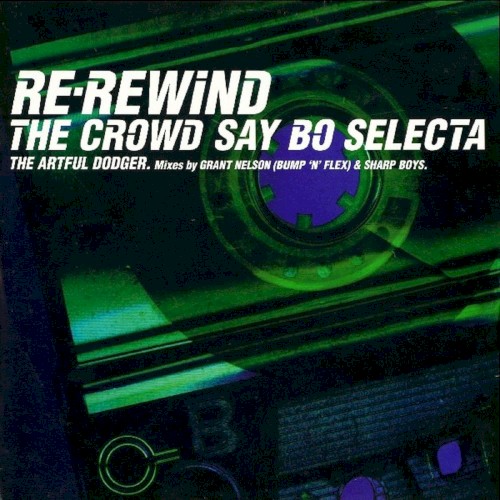 RE-REWiND
THE CROWD SAY BO SELECTA
THE ARTFUL DODGER. Mixes by GRANT NELSON (BUMP 'N' FLEX) & SHARP BOYS.
B